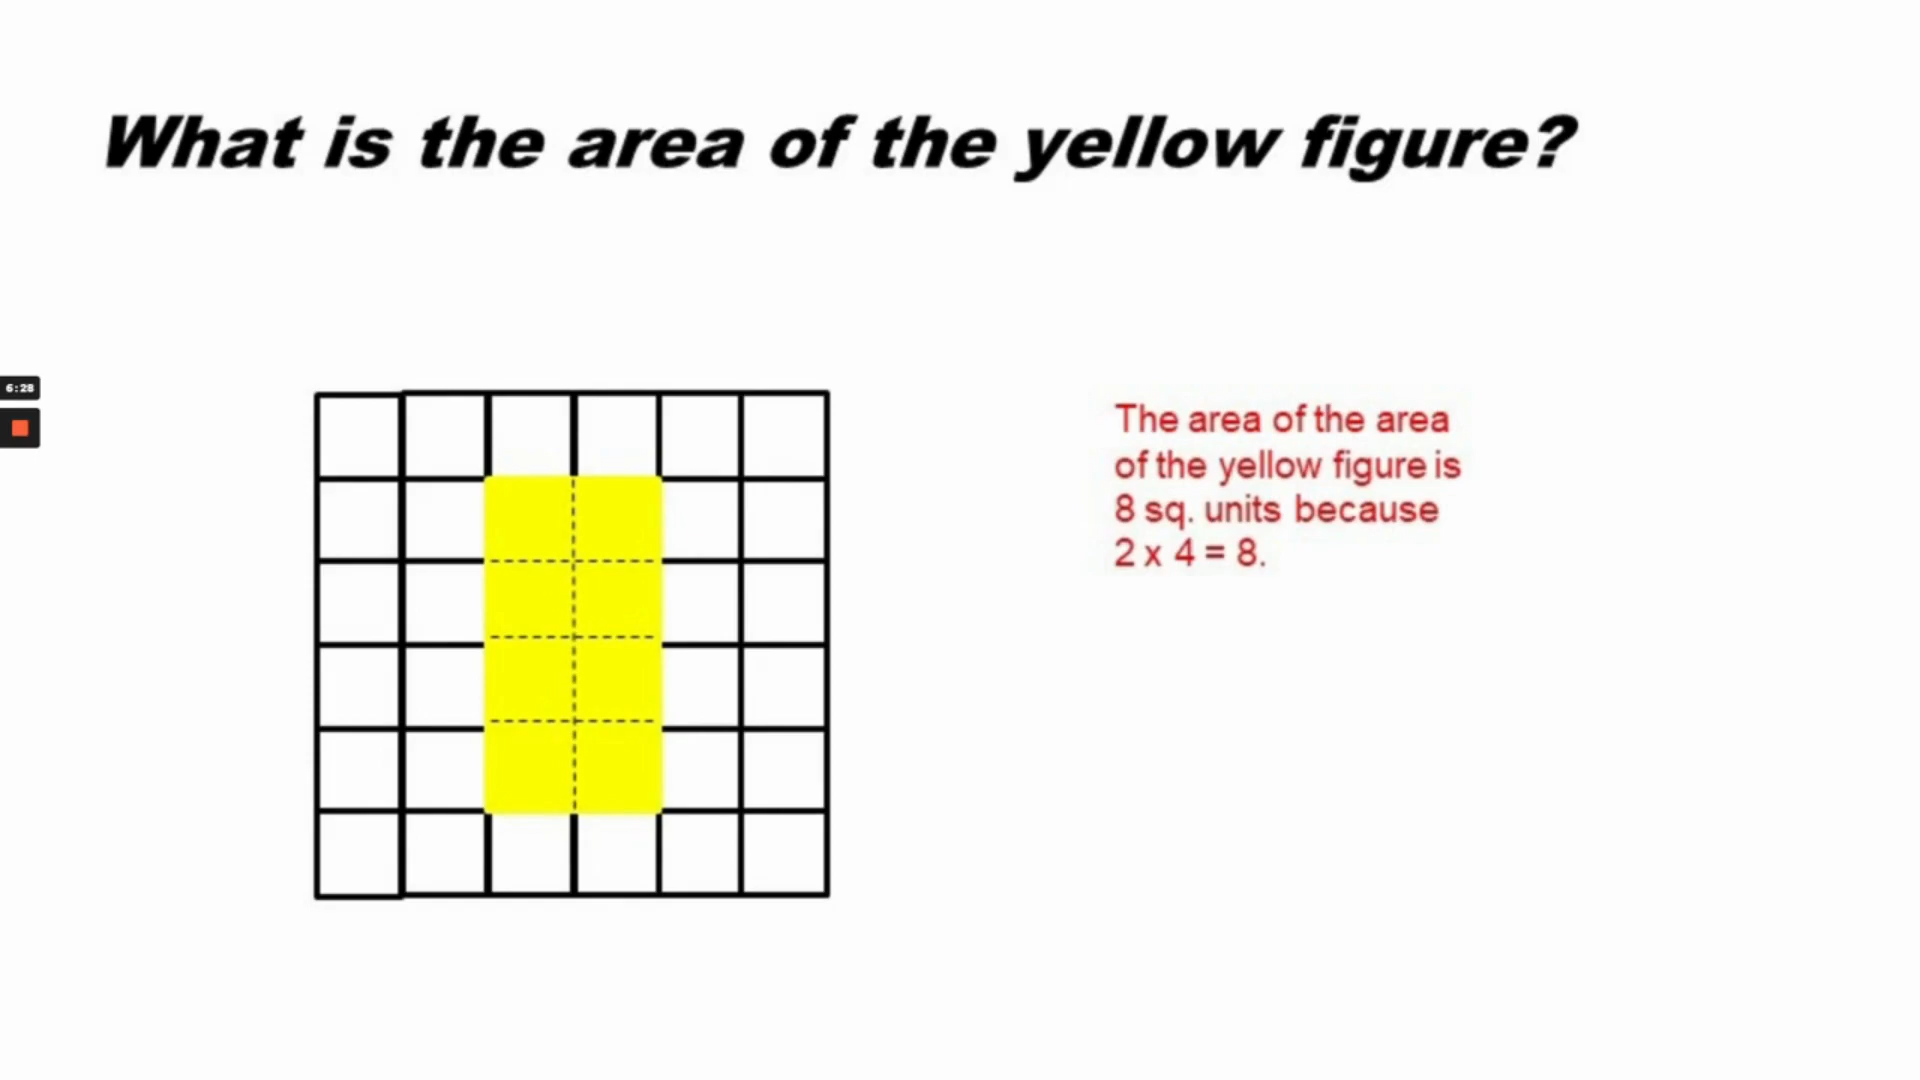 What is the area of the yellow figure?
6:28
The area of the area
of the yellow figure is
8 sq. units because
2 x 4 = 8.